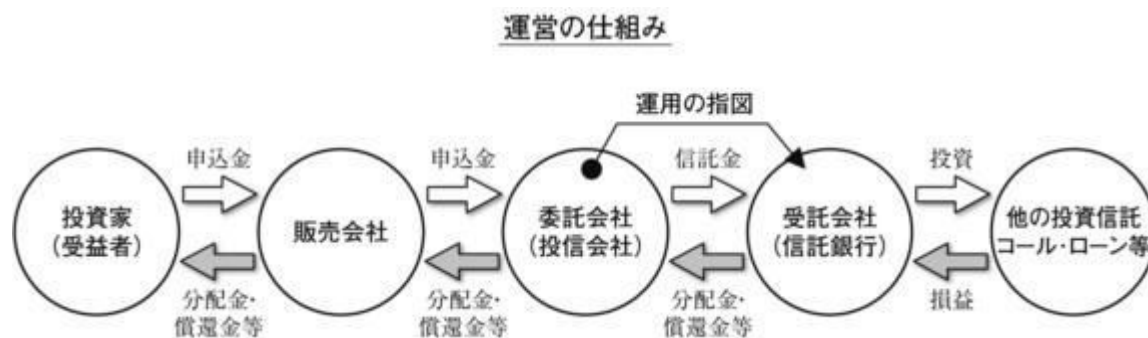 運営の仕組み
運用の指図
申込金
申込金
信託金
投資
投資家
(受益者)
販売会社
委託会社
(投信会社)
受託会社
(信託銀行)
他の投資信託
コール・ローン等
分配金・
償還金等
分配金・
償還金等
分配金・
償還金等
損益